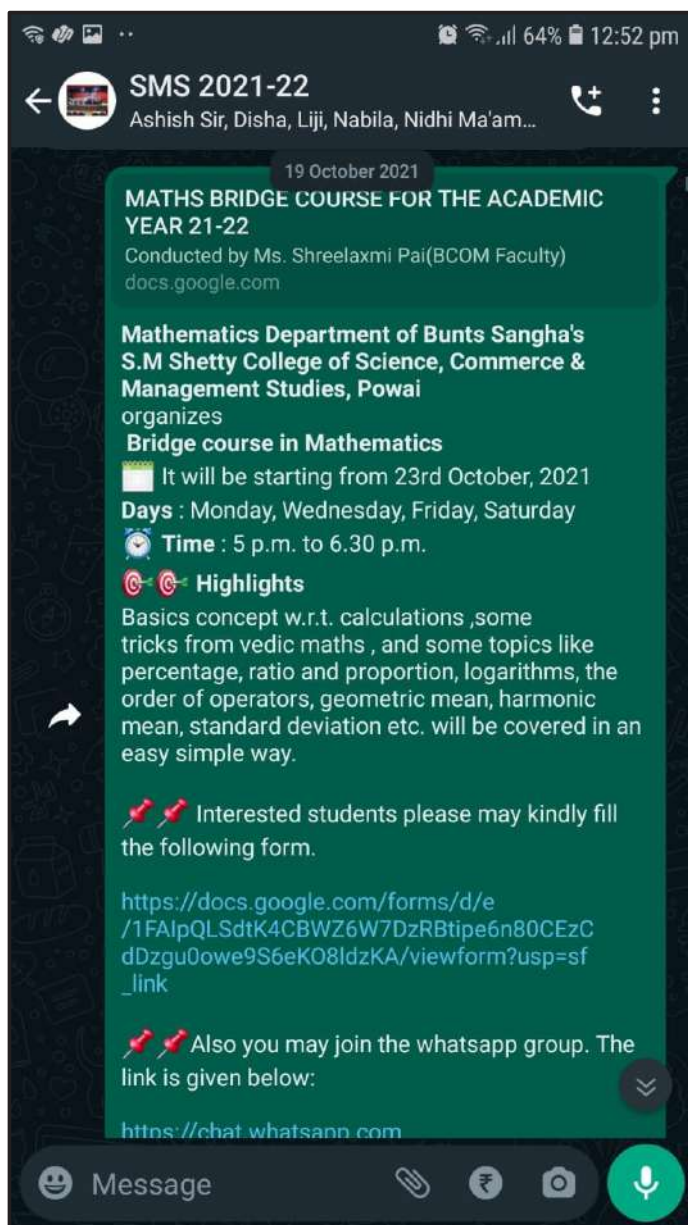 64% 12:52 pm
SMS 2021-22
Ashish Sir, Disha, Liji, Nabila, Nidhi Ma'am...
19 October 2021
MATHS BRIDGE COURSE FOR THE ACADEMIC
YEAR 21-22
Conducted by Ms. Shreelaxmi Pai(BCOM Faculty)
docs.google.com
Mathematics Department of Bunts Sangha's
S.M Shetty College of Science, Commerce &
Management Studies, Powai
organizes
Bridge course in Mathematics
It will be starting from 23rd October, 2021
Days : Monday, Wednesday, Friday, Saturday
Time : 5 p.m. to 6.30 p.m.
Highlights
Basics concept w.r.t. calculations ,some
tricks from vedic maths , and some topics like
percentage, ratio and proportion, logarithms, the
order of operators, geometric mean, harmonic
mean, standard deviation etc. will be covered in an
easy simple way.
Interested students please may kindly fill
the following form.
https://docs.google.com/forms/d/e
/1FAIpQLSdtK4CBWZ6W7DzRBtipe6n80CEzC
dDzgu0owe9S6eKO8ldzKA/viewform?usp=sf
_link
Also you may join the whatsapp group. The
link is given below:
https://chat.whatsapp.com
Message